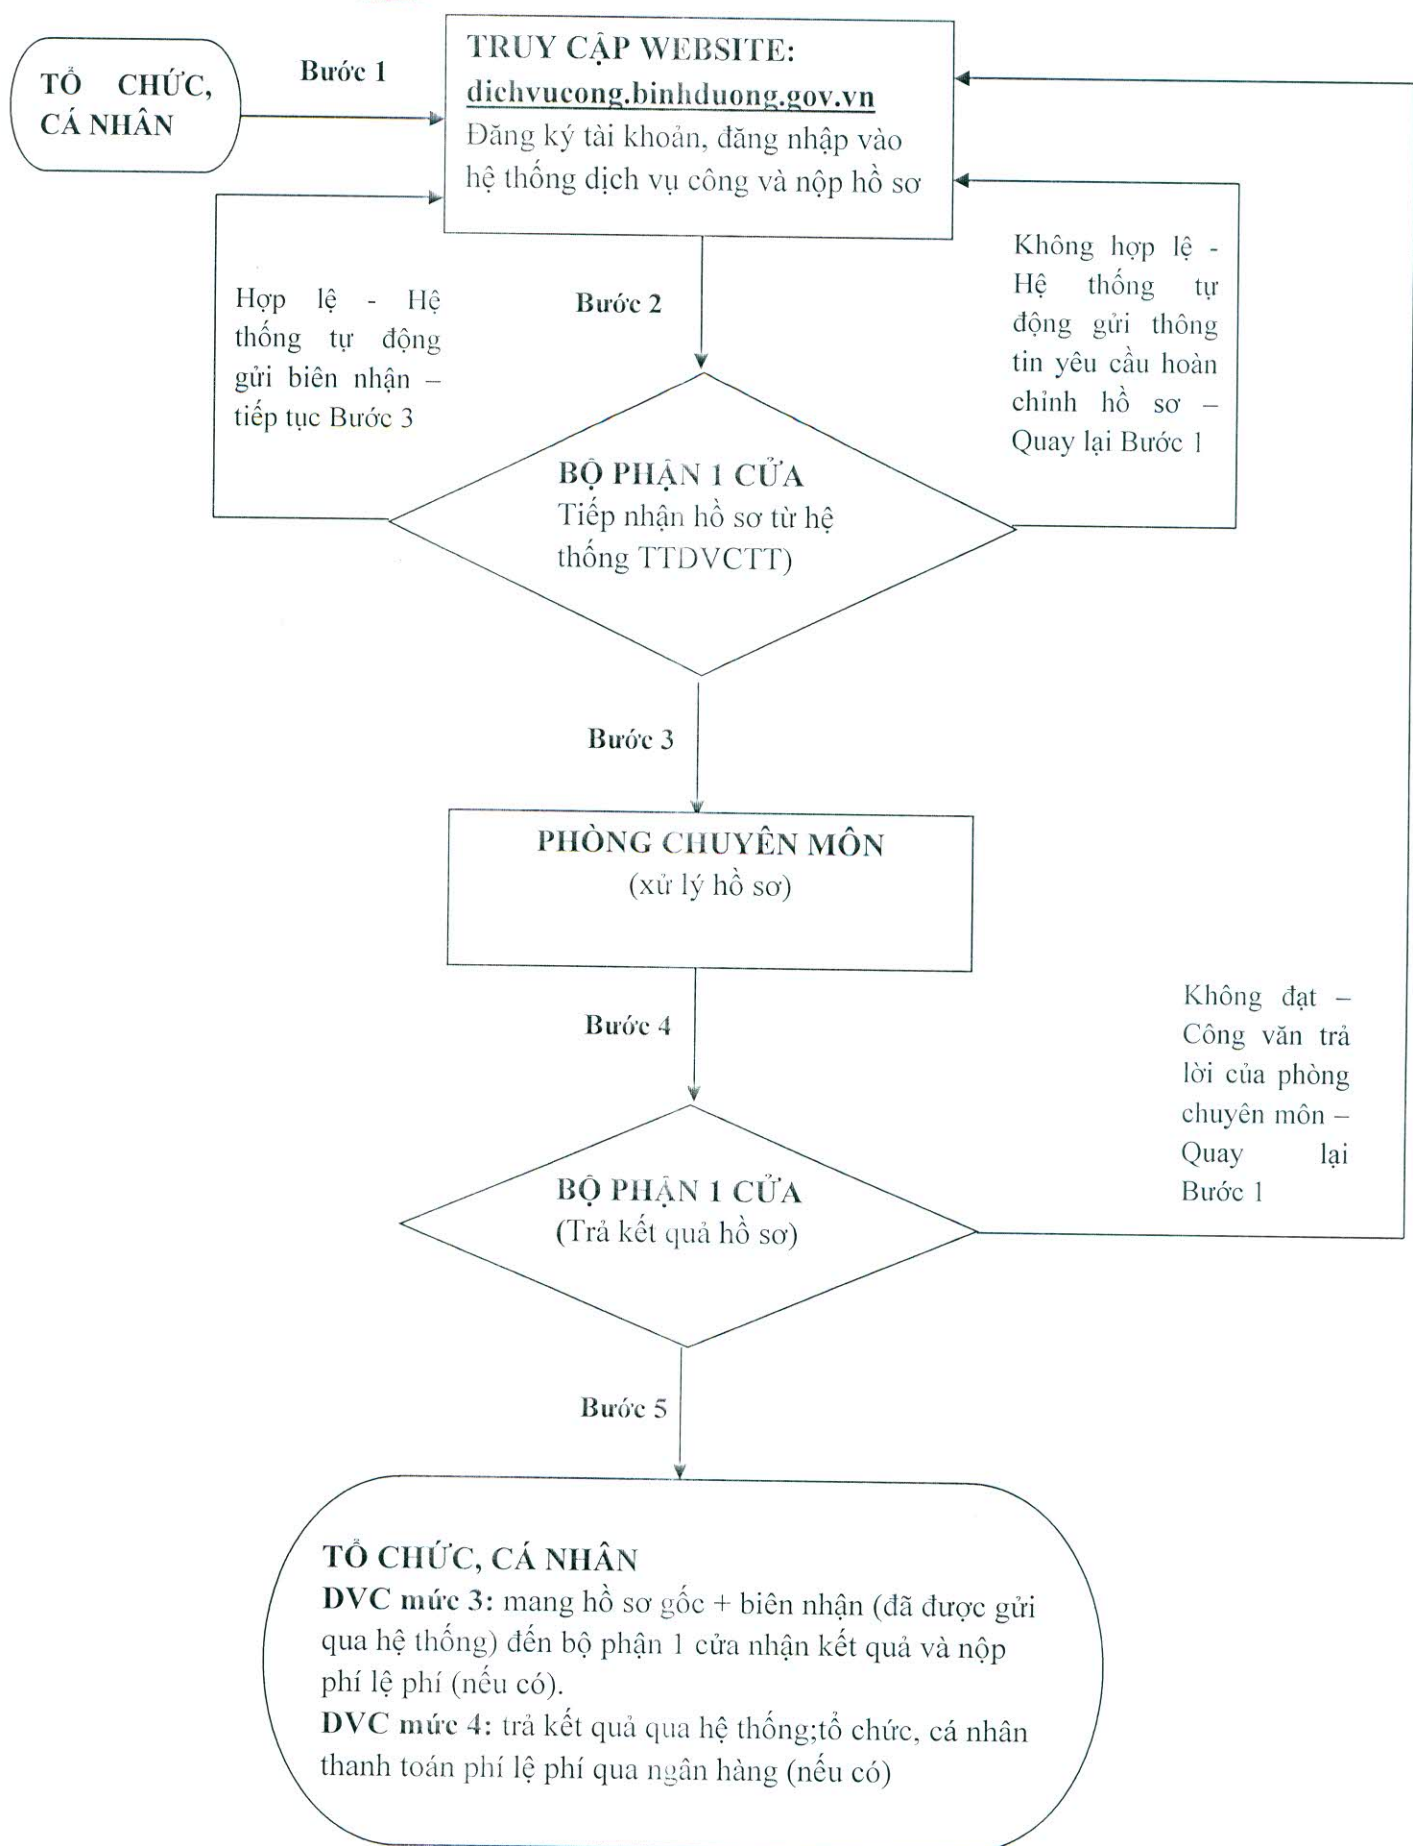 TỔ CHỨC,
CÁ NHÂN
Bước 1
TRUY CẬP WEBSITE:
dichvucong.binhduong.gov.vn
Đăng ký tài khoản, đăng nhập vào
hệ thống dịch vụ công và nộp hồ sơ
Hợp lệ - Hệ
thống tự động
gửi biên nhận –
tiếp tục Bước 3
Bước 2
Không hợp lệ -
Hệ thống tự
động gửi thông
tin yêu cầu hoàn
chỉnh hồ sơ –
Quay lại Bước 1
BỘ PHẬN 1 CỬA
Tiếp nhận hồ sơ từ hệ
thống TTDVCTT)
Bước 3
PHÒNG CHUYÊN MÔN
(xử lý hồ sơ)
Bước 4
Không đạt –
Công văn trả
lời của phòng
chuyên môn –
Quay lại
Bước 1
BỘ PHẬN 1 CỬA
(Trả kết quả hồ sơ)
Bước 5
TỔ CHỨC, CÁ NHÂN
DVC mức 3: mang hồ sơ gốc + biên nhận (đã được gửi
qua hệ thống) đến bộ phận 1 cửa nhận kết quả và nộp
phí lệ phí (nếu có).
DVC mức 4: trả kết quả qua hệ thống;tổ chức, cá nhân
thanh toán phí lệ phí qua ngân hàng (nếu có)